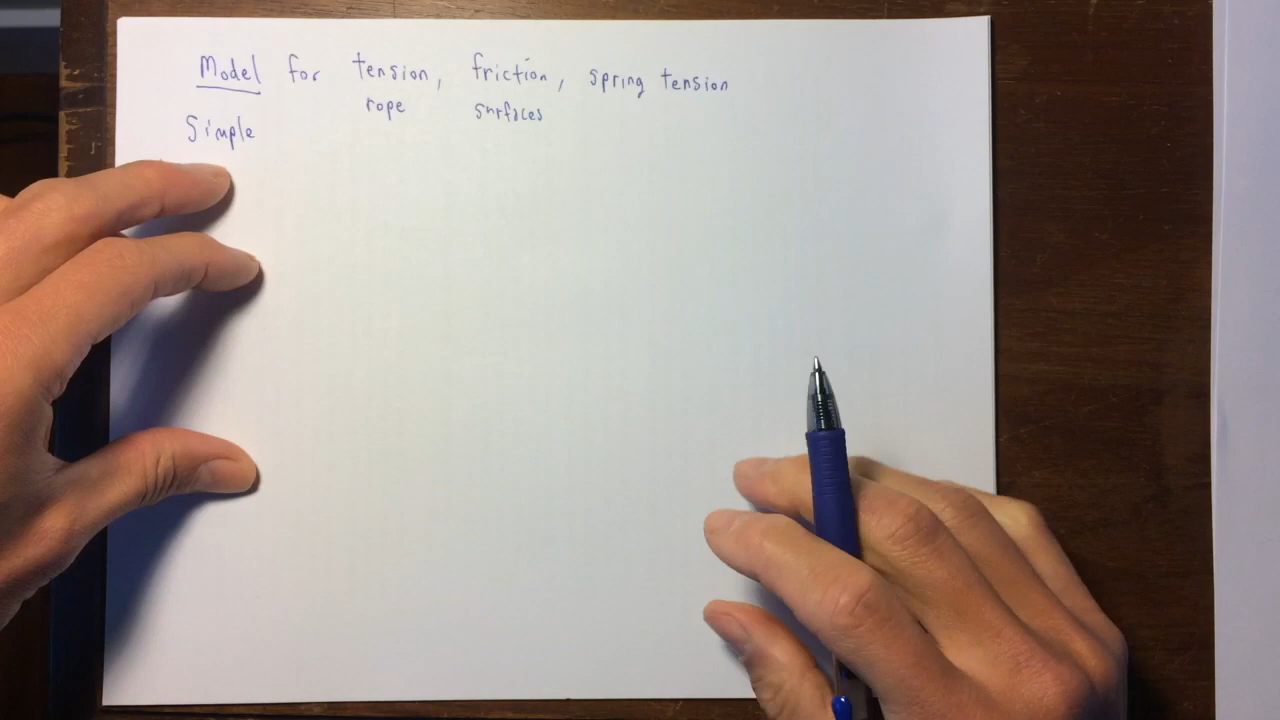 Model for tension, friction, spring tension
rope surfaces
Simple